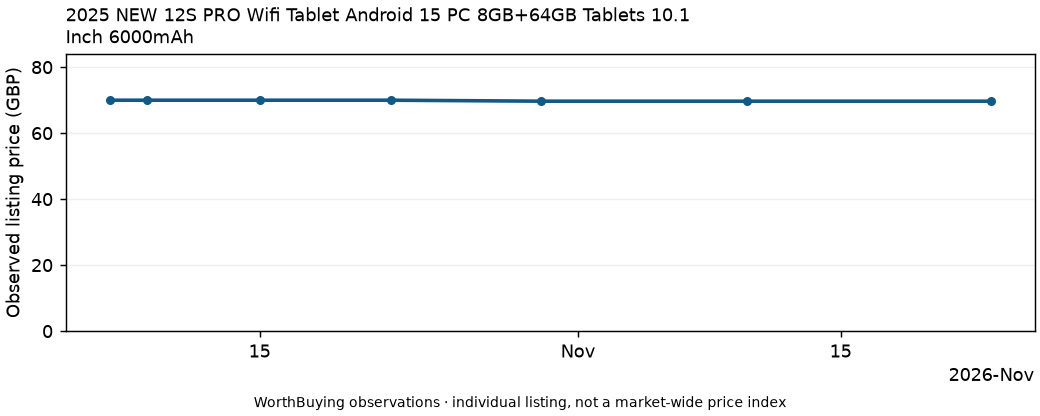 2025 NEW 12S PRO Wifi Tablet Android 15 PC 8GB+64GB Tablets 10.1
Inch 6000mAh
Observed listing price (GBP)
80
60
40
20
0
15
Nov
15
2026-Nov
WorthBuying observations · individual listing, not a market-wide price index